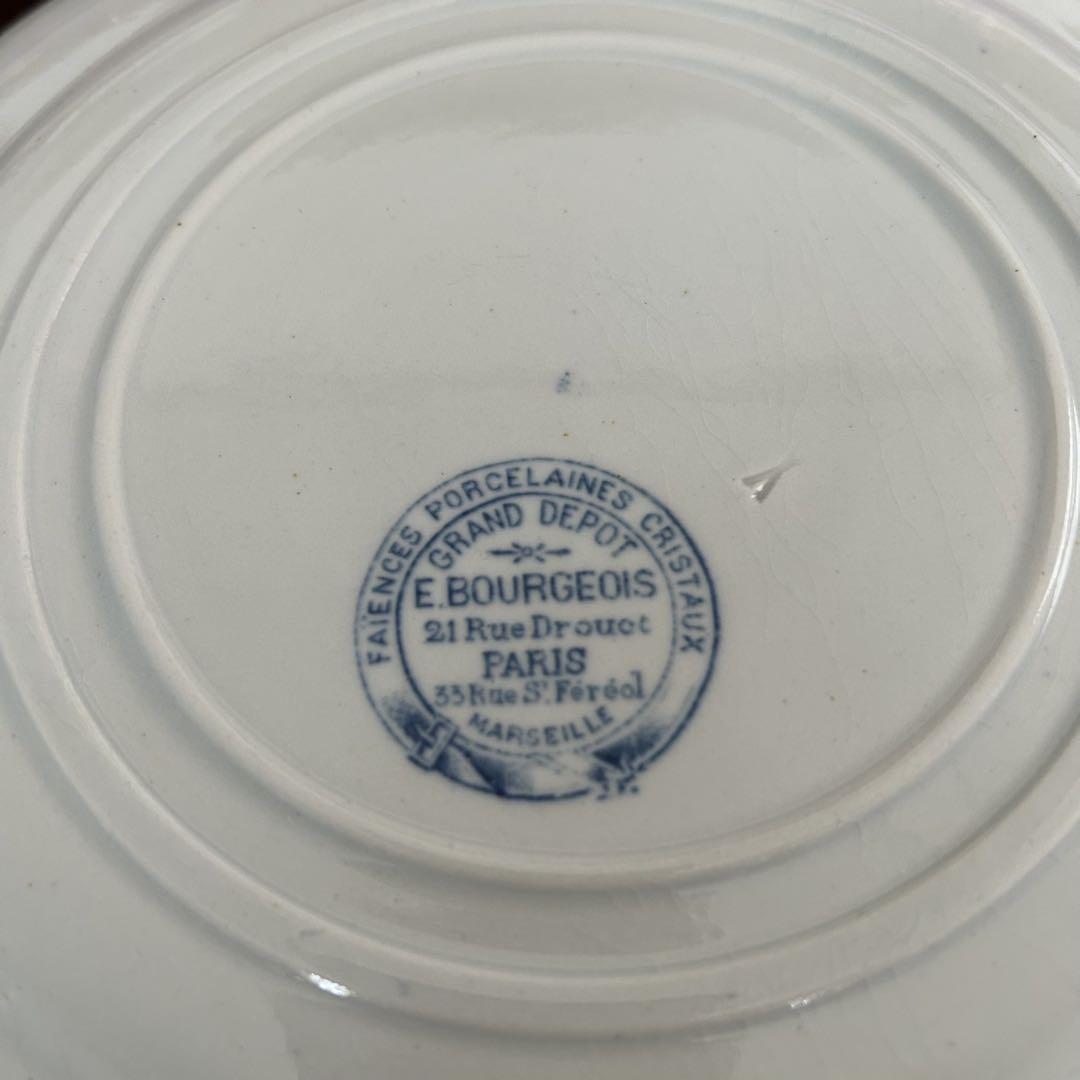 FAÏENCES PORCELAINES CRISTAUX
GRAND DEPOT
E.BOURGEOIS
21 Rue Drouot
PARIS
33 Rue St. Féréol
MARSEILLE